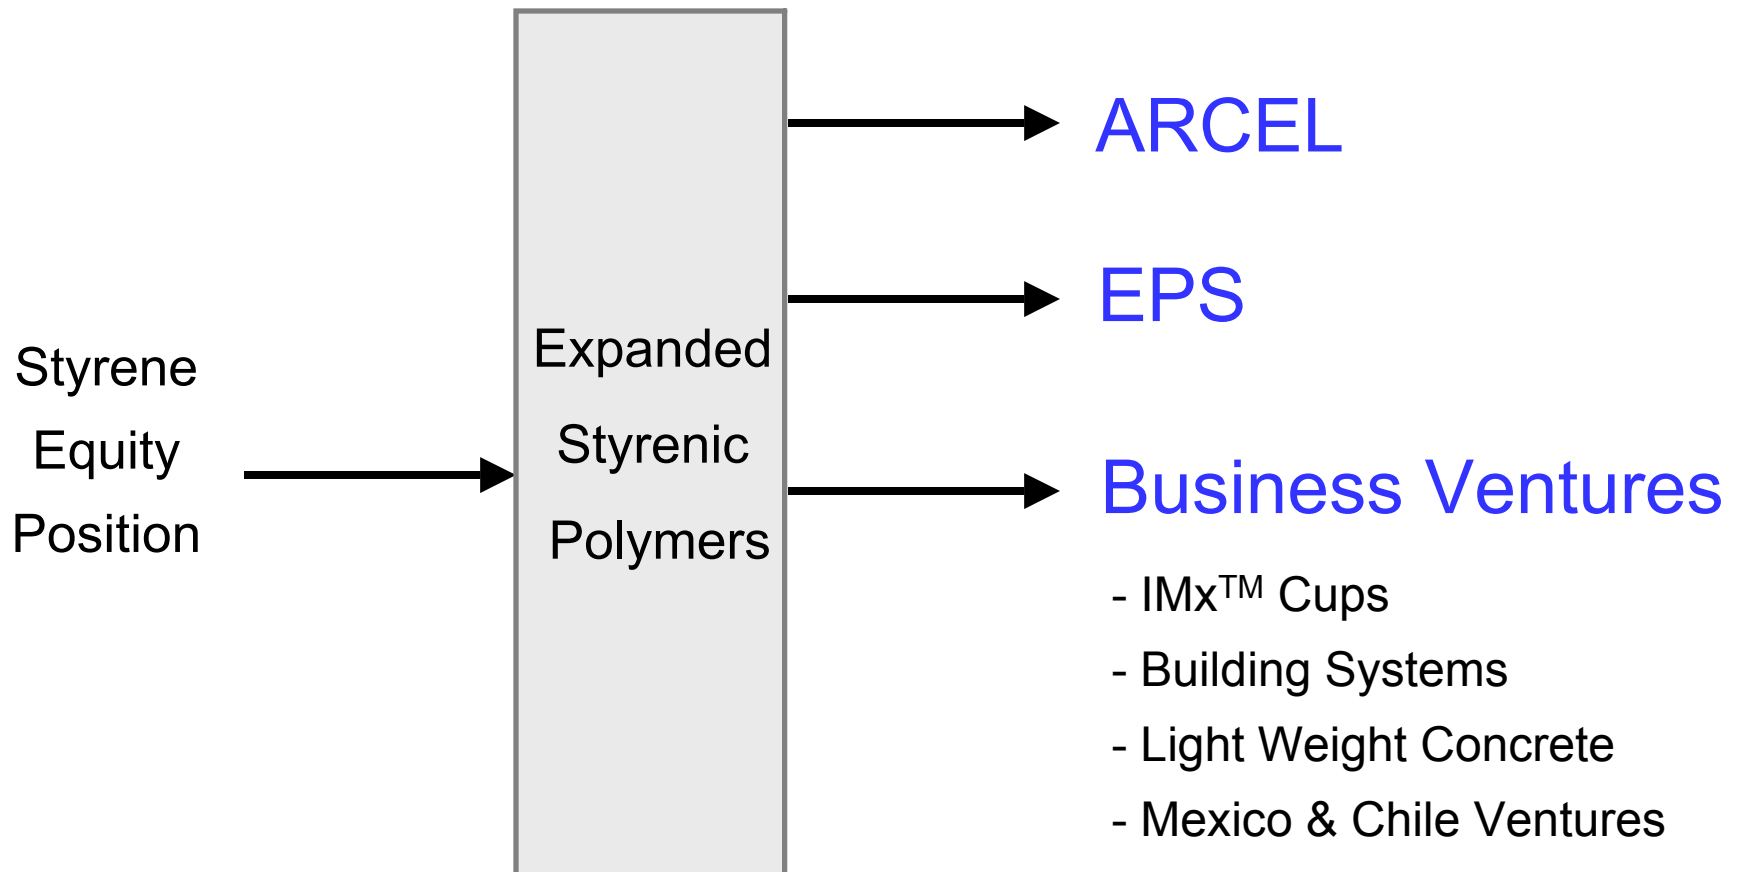 Styrene
Equity
Position
Expanded
Styrenic
Polymers
ARCEL
EPS
Business Ventures
- IMx™ Cups
- Building Systems
- Light Weight Concrete
- Mexico & Chile Ventures